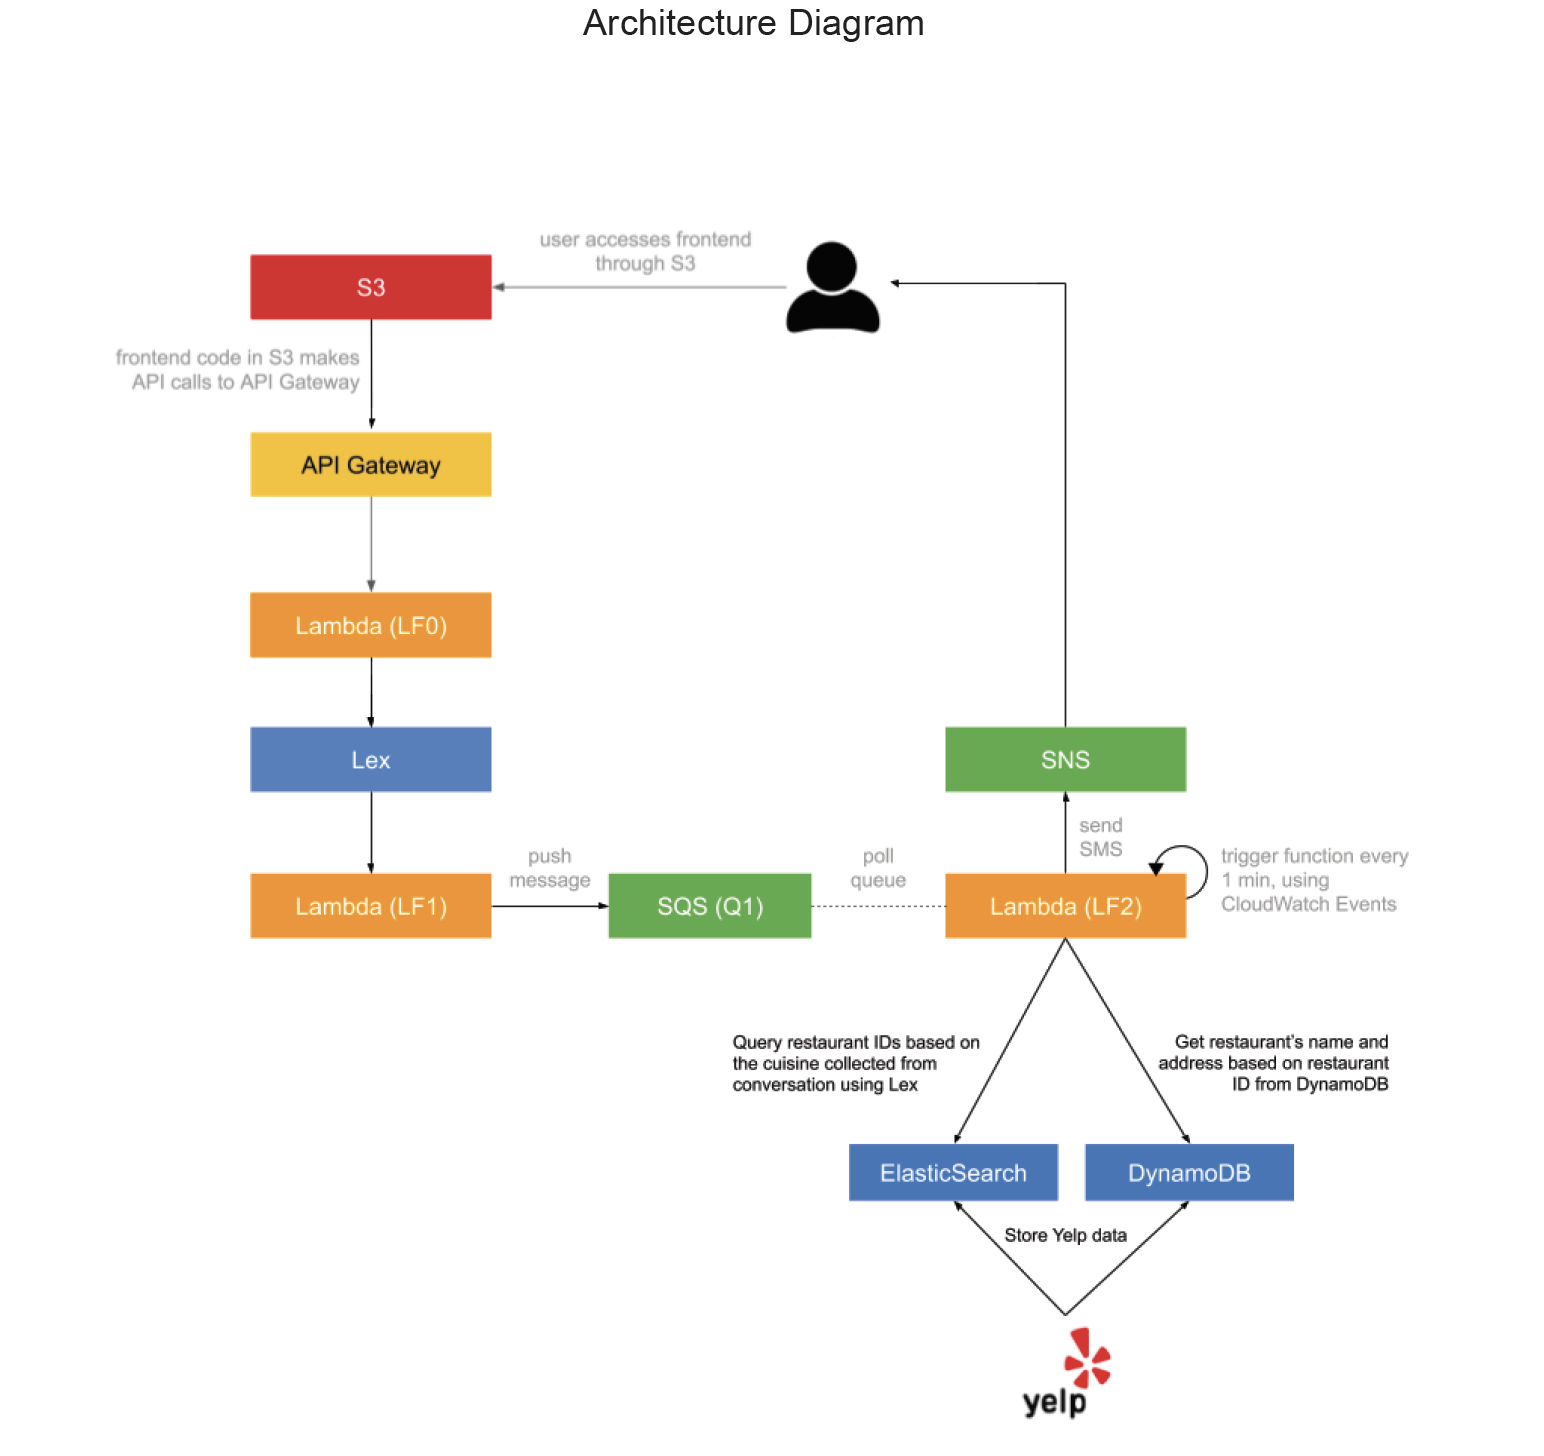 Architecture Diagram
user accesses frontend
through S3
S3
frontend code in S3 makes
API calls to API Gateway
API Gateway
Lambda (LF0)
Lex
SNS
send
SMS
push
message
poll
queue
trigger function every
1 min, using
CloudWatch Events
Lambda (LF1)
SQS (Q1)
Lambda (LF2)
Query restaurant IDs based on
the cuisine collected from
conversation using Lex
Get restaurant's name and
address based on restaurant
ID from DynamoDB
ElasticSearch
DynamoDB
Store Yelp data
yelp